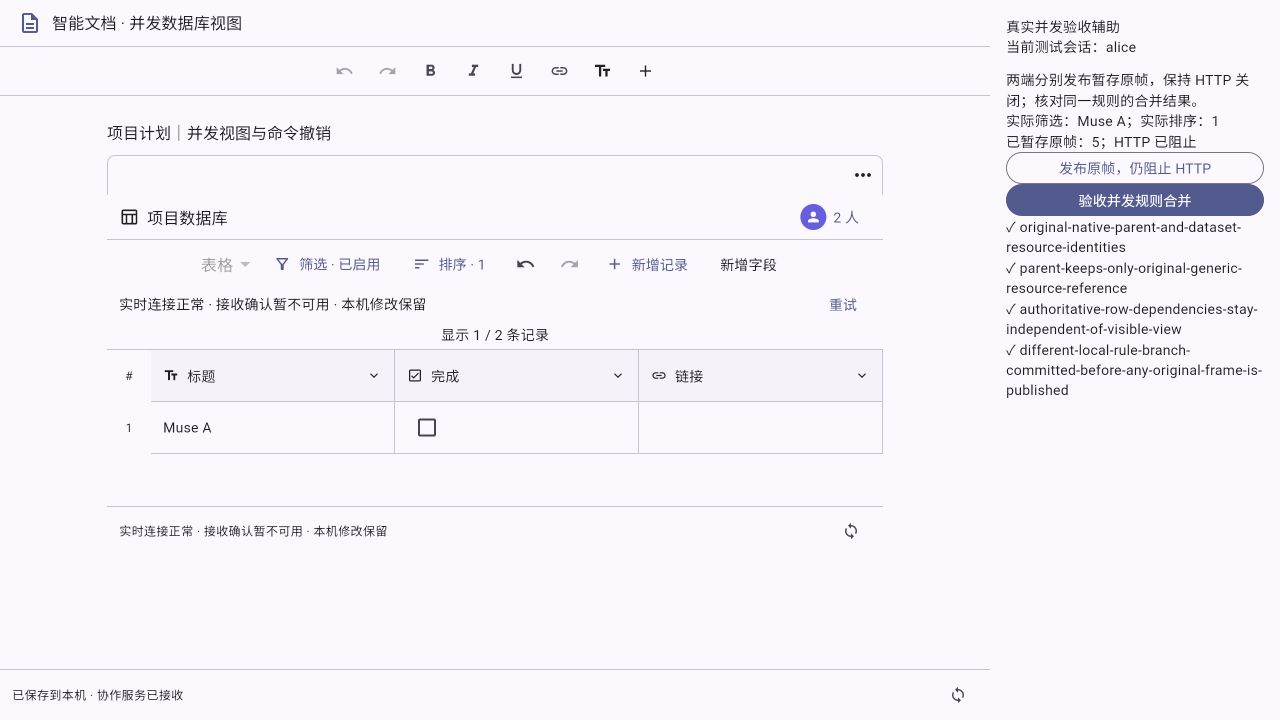 智能文档 · 并发数据库视图
B I U Tt +
项目计划｜并发视图与命令撤销
项目数据库
2 人
表格 筛选 · 已启用 排序 · 1 新增记录 新增字段
实时连接正常 · 接收确认暂不可用 · 本机修改保留 重试
显示 1 / 2 条记录
# 标题 完成 链接
1 Muse A
实时连接正常 · 接收确认暂不可用 · 本机修改保留
已保存到本机 · 协作服务已接收
真实并发验收辅助
当前测试会话：alice
两端分别发布暂存原帧，保持 HTTP 关
闭；核对同一规则的合并结果。
实际筛选：Muse A；实际排序：1
已暂存原帧：5；HTTP 已阻止
发布原帧，仍阻止 HTTP
验收并发规则合并
✓ original-native-parent-and-dataset-
resource-identities
✓ parent-keeps-only-original-generic-
resource-reference
✓ authoritative-row-dependencies-stay-
independent-of-visible-view
✓ different-local-rule-branch-
committed-before-any-original-frame-is-
published